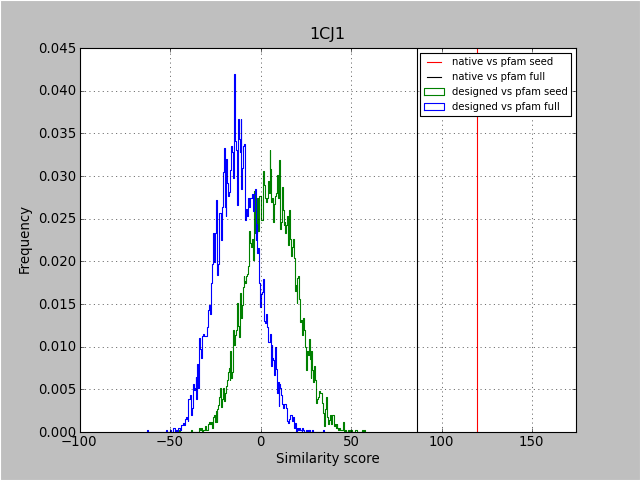 1CJ1
0.045
0.040
0.035
0.030
0.025
0.020
0.015
0.010
0.005
0.000
Frequency
native vs pfam seed
native vs pfam full
designed vs pfam seed
designed vs pfam full
−100
−50
0
50
100
150
Similarity score